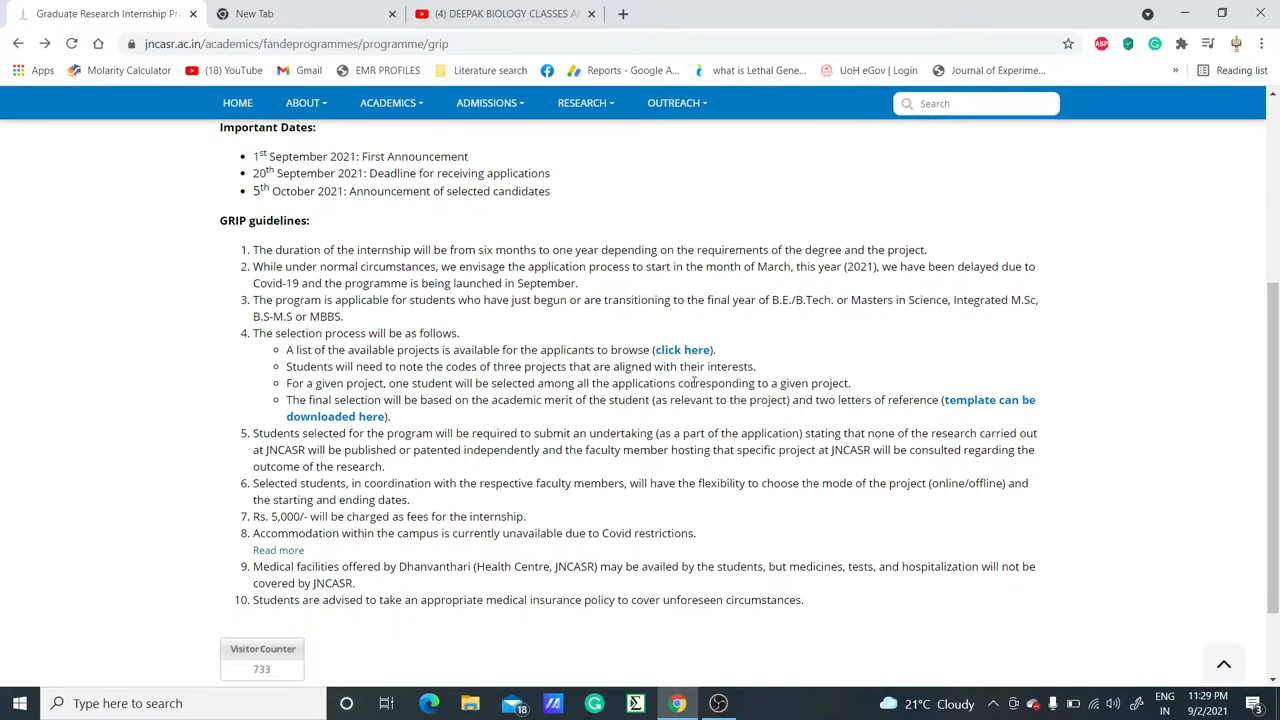 Graduate Research Internship Pr
New Tab
(4) DEEPAK BIOLOGY CLASSES A
jncasr.ac.in/academics/fandeprogrammes/programme/grip
Apps
Molarity Calculator
(18) YouTube
Gmail
EMR PROFILES
Literature search
Reports - Google A...
what is Lethal Gene...
UoH eGov | Login
Journal of Experime...
»
Reading list
HOME
ABOUT
ACADEMICS
ADMISSIONS
RESEARCH
OUTREACH
Search
Important Dates:
• 1st September 2021: First Announcement
• 20th September 2021: Deadline for receiving applications
• 5th October 2021: Announcement of selected candidates
GRIP guidelines:
1. The duration of the internship will be from six months to one year depending on the requirements of the degree and the project.
2. While under normal circumstances, we envisage the application process to start in the month of March, this year (2021), we have been delayed due to
Covid-19 and the programme is being launched in September.
3. The program is applicable for students who have just begun or are transitioning to the final year of B.E./B.Tech. or Masters in Science, Integrated M.Sc,
B.S-M.S or MBBS.
4. The selection process will be as follows.
◦ A list of the available projects is available for the applicants to browse (click here).
◦ Students will need to note the codes of three projects that are aligned with their interests.
◦ For a given project, one student will be selected among all the applications corresponding to a given project.
◦ The final selection will be based on the academic merit of the student (as relevant to the project) and two letters of reference (template can be
downloaded here).
5. Students selected for the program will be required to submit an undertaking (as a part of the application) stating that none of the research carried out
at JNCASR will be published or patented independently and the faculty member hosting that specific project at JNCASR will be consulted regarding the
outcome of the research.
6. Selected students, in coordination with the respective faculty members, will have the flexibility to choose the mode of the project (online/offline) and
the starting and ending dates.
7. Rs. 5,000/- will be charged as fees for the internship.
8. Accommodation within the campus is currently unavailable due to Covid restrictions.
Read more
9. Medical facilities offered by Dhanvanthari (Health Centre, JNCASR) may be availed by the students, but medicines, tests, and hospitalization will not be
covered by JNCASR.
10. Students are advised to take an appropriate medical insurance policy to cover unforeseen circumstances.
Visitor Counter
733
Type here to search
18
21°C Cloudy
ENG
IN
11:29 PM
9/2/2021
3